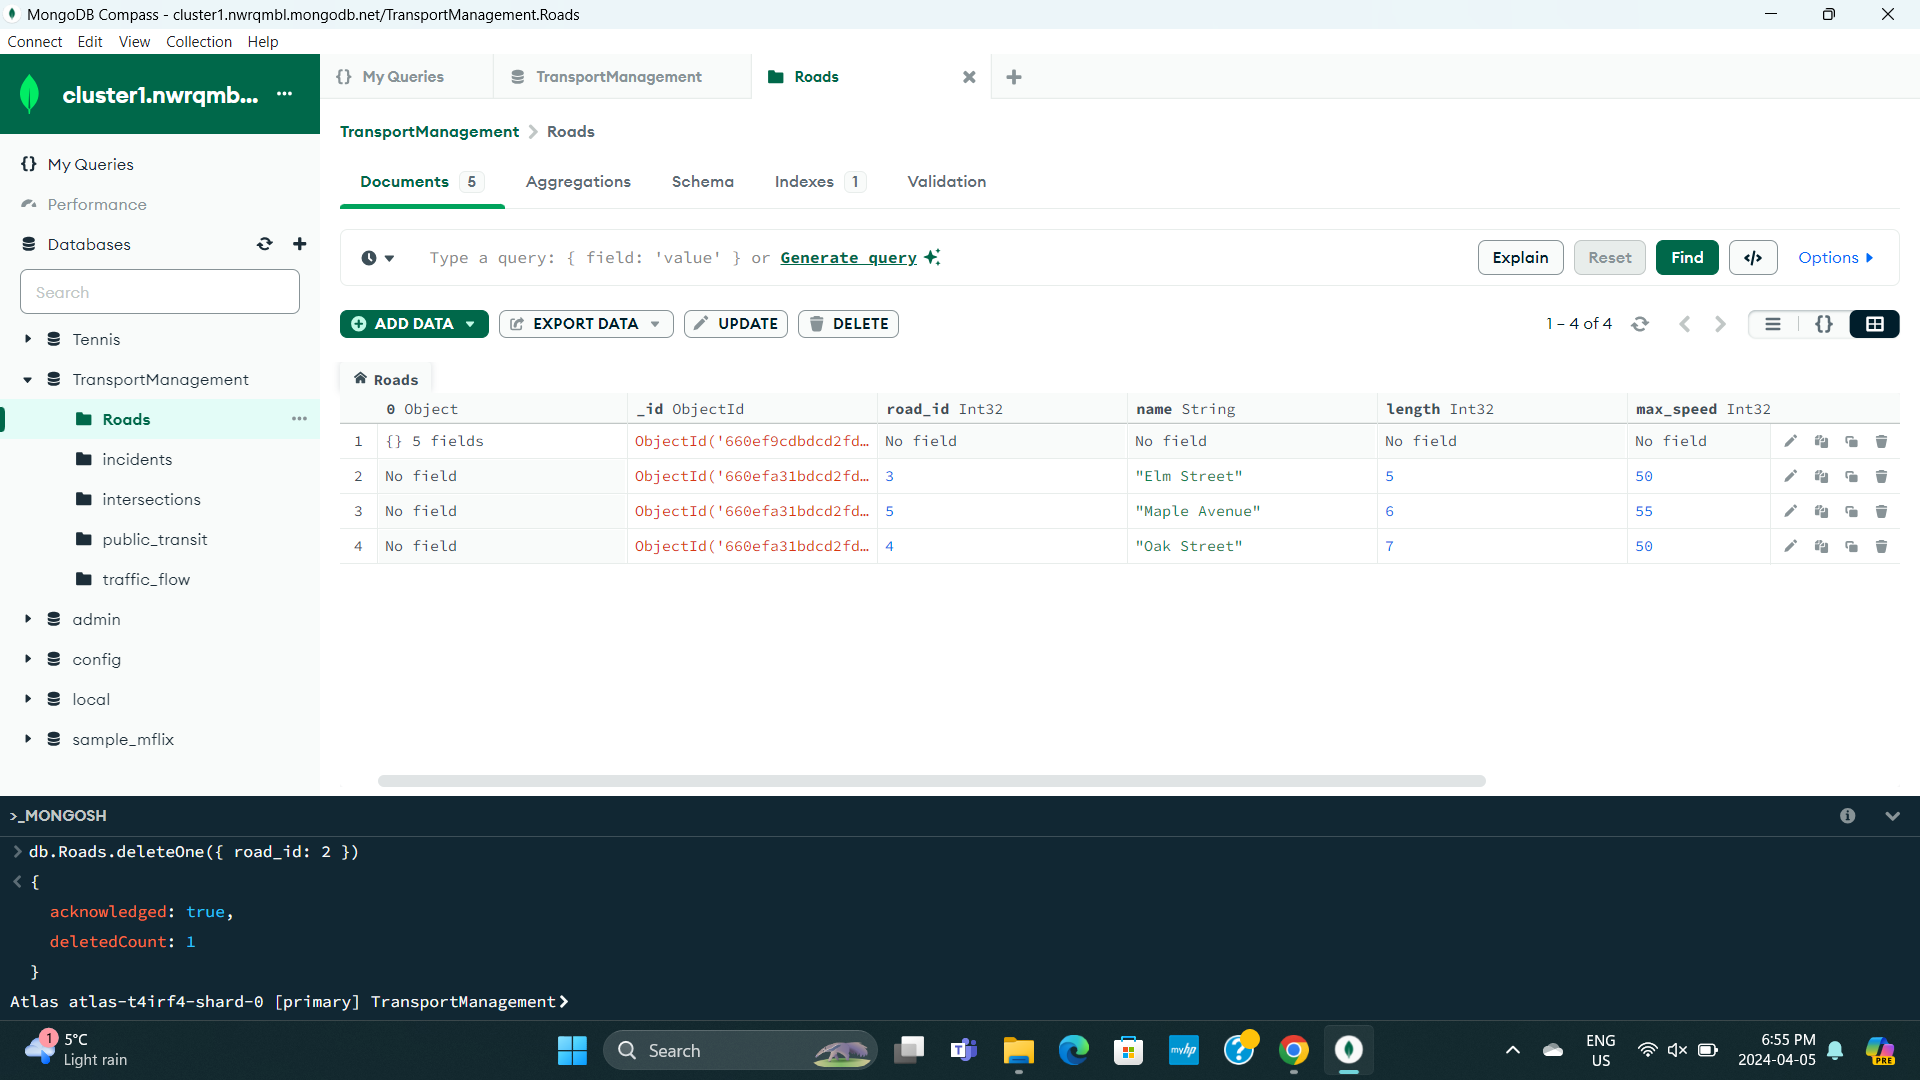 MongoDB Compass - cluster1.nwrqmbl.mongodb.net/TransportManagement.Roads
Connect Edit View Collection Help
cluster1.nwrqmb... ...
My Queries
TransportManagement
Roads
TransportManagement > Roads
{} My Queries
Performance
Databases
Search
Tennis
TransportManagement
Roads
incidents
intersections
public_transit
traffic_flow
admin
config
local
sample_mflix
Documents 5 Aggregations Schema Indexes 1 Validation
Type a query: { field: 'value' } or Generate query
Explain Reset Find </> Options
ADD DATA EXPORT DATA UPDATE DELETE
1 – 4 of 4 {}
Roads
0 Object _id ObjectId road_id Int32 name String length Int32 max_speed Int32
1 {} 5 fields ObjectId('660ef9cdbdcd2fd... No field No field No field No field
2 No field ObjectId('660efa31bdcd2fd... 3 "Elm Street" 5 50
3 No field ObjectId('660efa31bdcd2fd... 5 "Maple Avenue" 6 55
4 No field ObjectId('660efa31bdcd2fd... 4 "Oak Street" 7 50
>_MONGOSH
> db.Roads.deleteOne({ road_id: 2 })
< {
acknowledged: true,
deletedCount: 1
}
Atlas atlas-t4irf4-shard-0 [primary] TransportManagement>
1
5°C
Light rain
Search
T
myhp
?
ENG
US
6:55 PM
2024-04-05
PRE